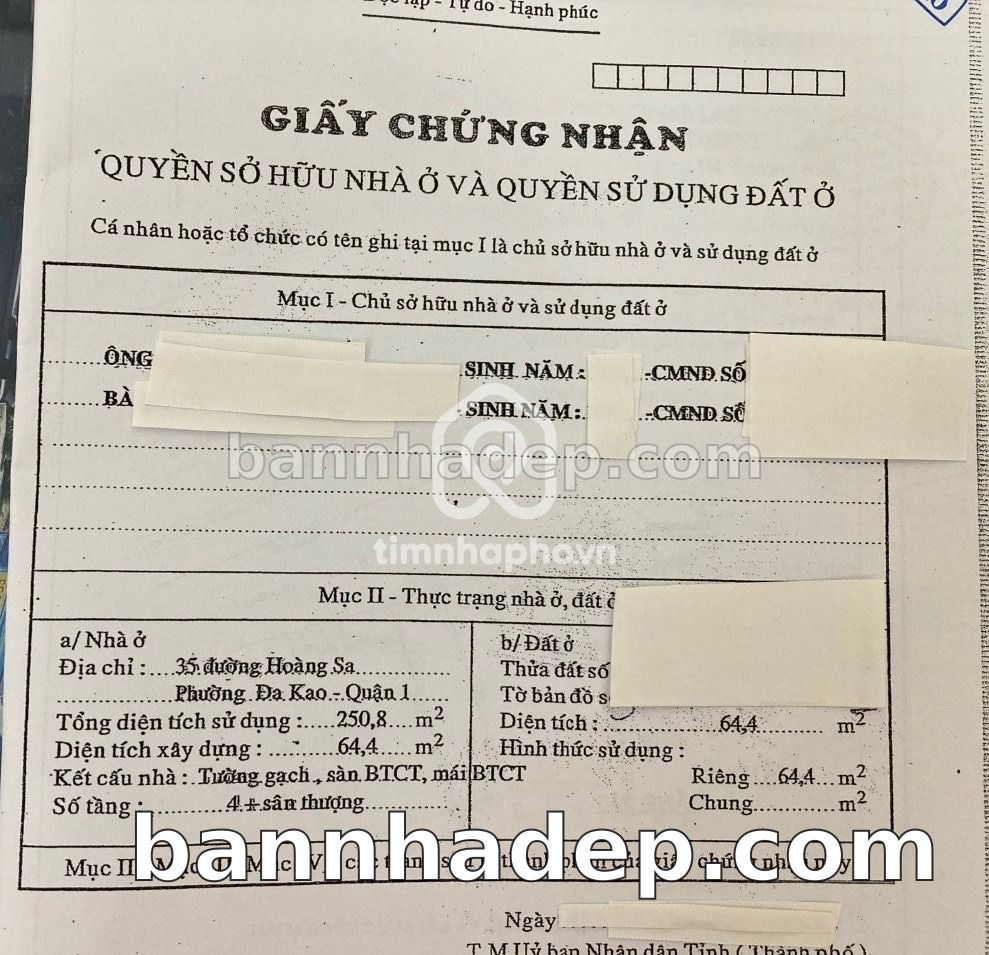 lập - Tự do - Hạnh phúc
GIẤY CHỨNG NHẬN
QUYỀN SỞ HỮU NHÀ Ở VÀ QUYỀN SỬ DỤNG ĐẤT Ở
Cá nhân hoặc tổ chức có tên ghi tại mục I là chủ sở hữu nhà ở và sử dụng đất ở
Mục I - Chủ sở hữu nhà ở và sử dụng đất ở
ÔNG SINH NĂM: -CMND SỐ
BÀ SINH NĂM: -CMND SỐ
bannhadep.com
timnhapho.vn
Mục II - Thực trạng nhà ở, đất ở
a/ Nhà ở
Địa chỉ : 35 đường Hoàng Sa
Phường Đa Kao - Quận 1
Tổng diện tích sử dụng : 250,8 m²
Diện tích xây dựng : 64,4 m²
Kết cấu nhà : Tường gạch, sàn BTCT, mái BTCT
Số tầng : 4 + sân thượng
b/ Đất ở
Thửa đất số
Tờ bản đồ s
Diện tích : 64,4 m²
Hình thức sử dụng :
Riêng 64,4 m²
Chung m²
bannhadep.com
Mục II
Ngày
T.M Uỷ ban Nhân dân Tỉnh ( Thành phố )